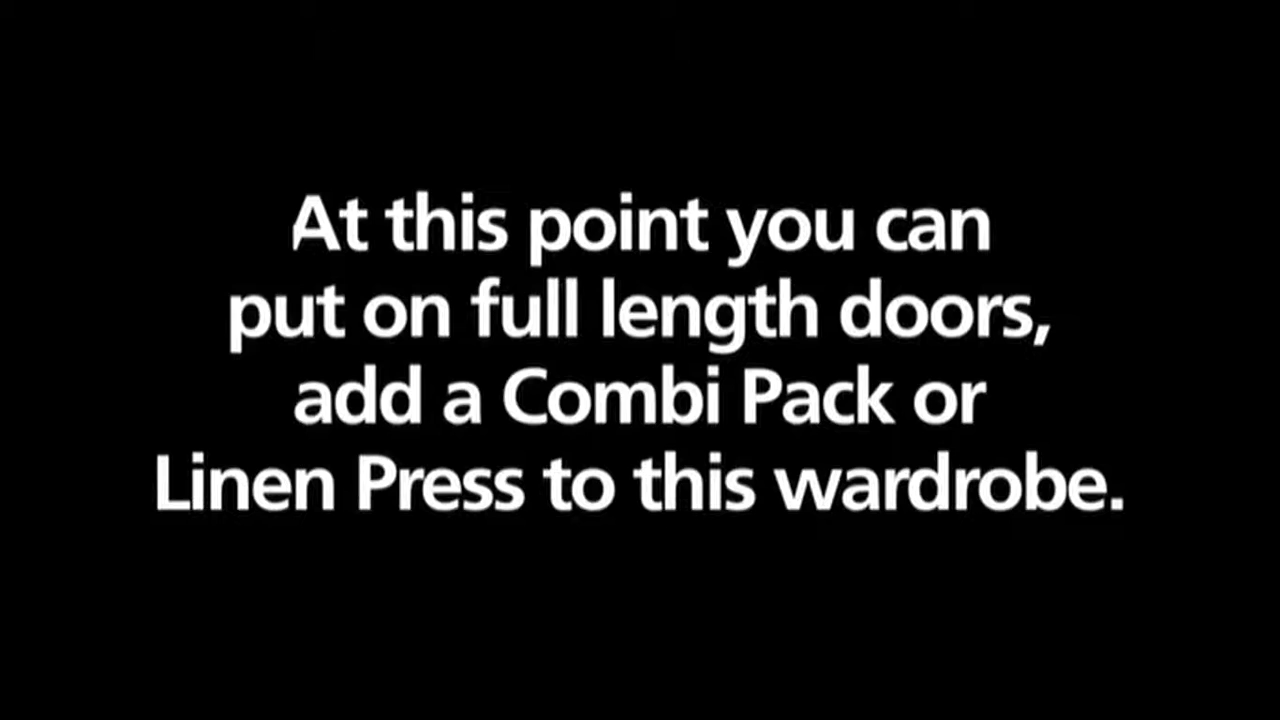 At this point you can
put on full length doors,
add a Combi Pack or
Linen Press to this wardrobe.